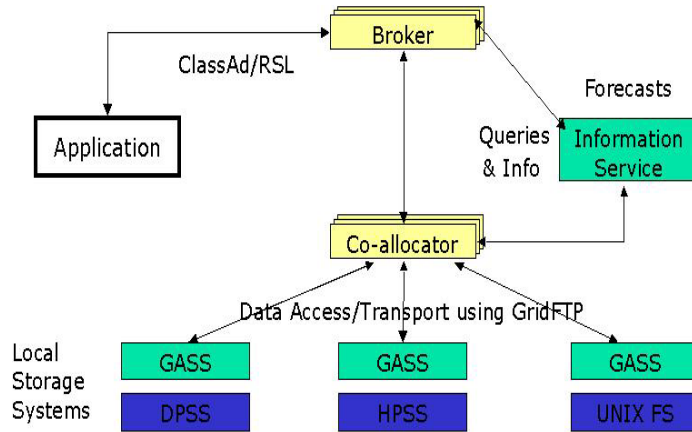 Broker
ClassAd/RSL
Forecasts
Application
Queries
& Info
Information
Service
Co-allocator
Data Access/Transport using GridFTP
Local
Storage
Systems
GASS
GASS
GASS
DPSS
HPSS
UNIX FS